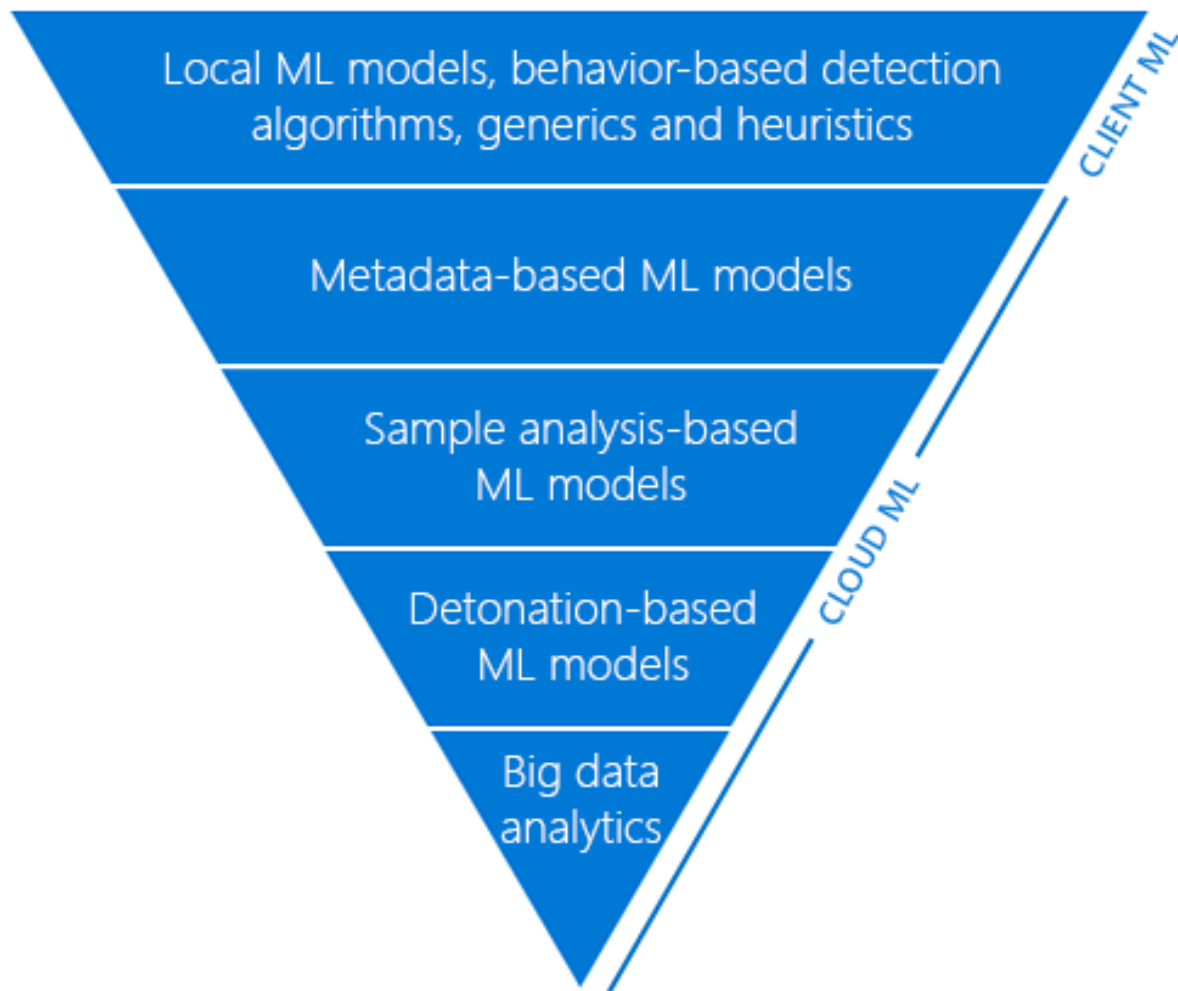 Local ML models, behavior-based detection
algorithms, generics and heuristics
CLIENT ML
Metadata-based ML models
Sample analysis-based
ML models
CLOUD ML
Detonation-based
ML models
Big data
analytics